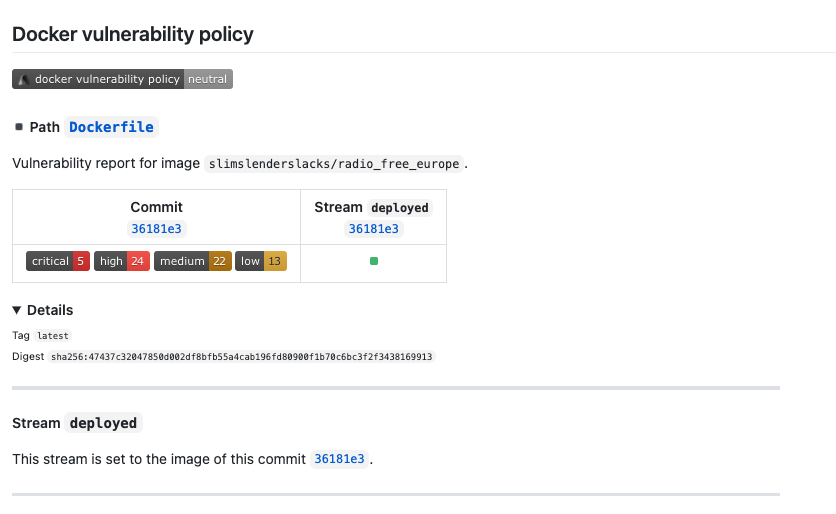 Docker vulnerability policy
docker vulnerability policy neutral
Path Dockerfile
Vulnerability report for image slimslenderslacks/radio_free_europe.
Commit Stream deployed
36181e3 36181e3
critical 5 high 24 medium 22 low 13
Details
Tag latest
Digest sha256:47437c32047850d002df8bfb55a4cab196fd80900f1b70c6bc3f2f3438169913
Stream deployed
This stream is set to the image of this commit 36181e3.